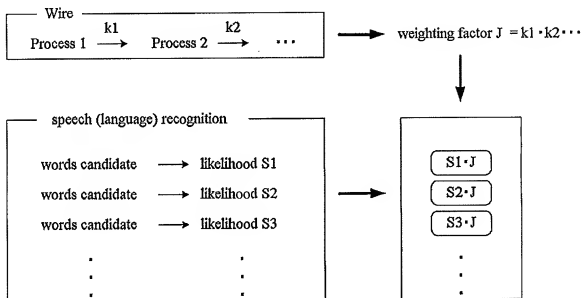 Wire
k1 k2
Process 1 Process 2 ···
weighting factor J = k1·k2···
speech (language) recognition
words candidate likelihood S1
words candidate likelihood S2
words candidate likelihood S3
S1·J
S2·J
S3·J